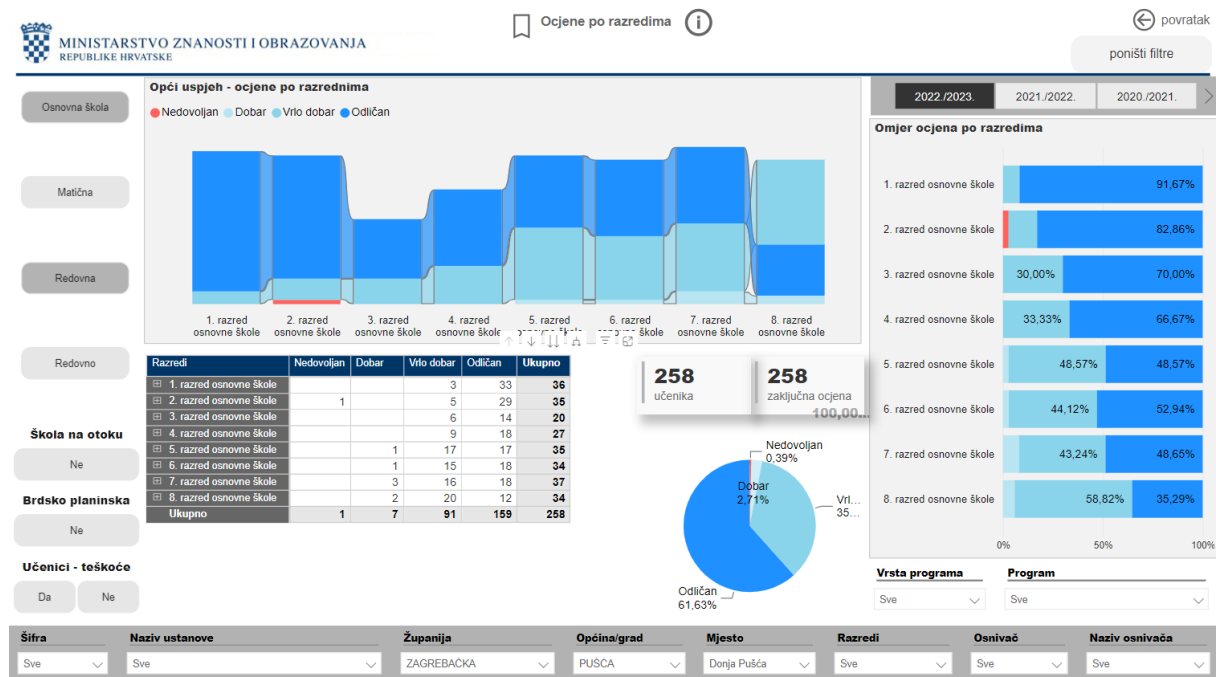 Ocjene po razredima
povratak
MINISTARSTVO ZNANOSTI I OBRAZOVANJA
REPUBLIKE HRVATSKE
poništi filtre
Opći uspjeh - ocjene po razrednima
Nedovoljan Dobar Vrlo dobar Odličan
1. razred osnovne škole
2. razred osnovne škole
3. razred osnovne škole
4. razred osnovne škole
5. razred
6. razred osnovne škole
7. razred osnovne škole
8. razred osnovne škole
Osnovna škola
Matična
Redovna
Redovno
Škola na otoku
Ne
Brdsko planinska
Ne
Učenici - teškoće
Da Ne
Razredi Nedovoljan Dobar Vrlo dobar Odličan Ukupno
1. razred osnovne škole 3 33 36
2. razred osnovne škole 1 5 29 35
3. razred osnovne škole 6 14 20
4. razred osnovne škole 9 18 27
5. razred osnovne škole 1 17 17 35
6. razred osnovne škole 1 15 18 34
7. razred osnovne škole 3 16 18 37
8. razred osnovne škole 2 20 12 34
Ukupno 1 7 91 159 258
258
učenika
258
zaključna ocjena
100,00...
Nedovoljan
0,39%
Dobar
2,71%
Vrl...
35...
Odličan
61,63%
2022./2023. 2021./2022. 2020./2021.
Omjer ocjena po razredima
1. razred osnovne škole 91,67%
2. razred osnovne škole 82,86%
3. razred osnovne škole 30,00% 70,00%
4. razred osnovne škole 33,33% 66,67%
5. razred osnovne škole 48,57% 48,57%
6. razred osnovne škole 44,12% 52,94%
7. razred osnovne škole 43,24% 48,65%
8. razred osnovne škole 58,82% 35,29%
0% 50% 100%
Vrsta programa Program
Sve Sve
Šifra Naziv ustanove Županija Općina/grad Mjesto Razredi Osnivač Naziv osnivača
Sve Sve ZAGREBAČKA PUŠĆA Donja Pušća Sve Sve Sve